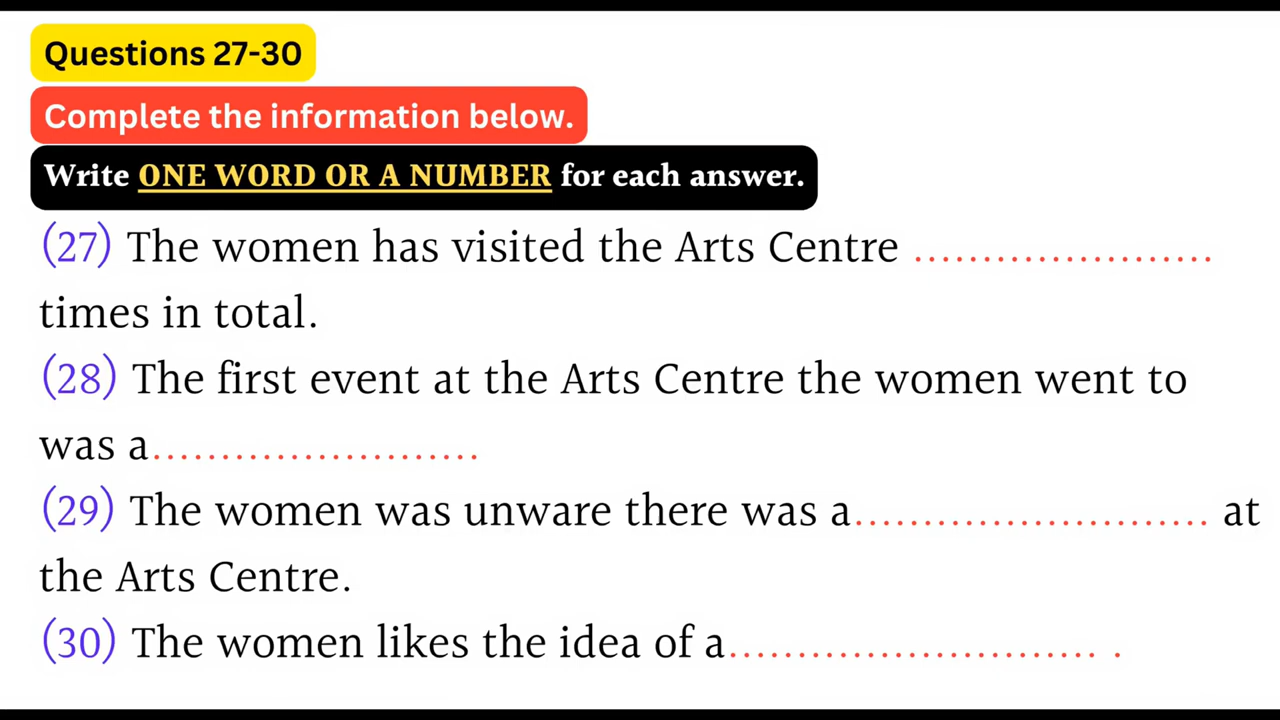 Questions 27-30
Complete the information below.
Write ONE WORD OR A NUMBER for each answer.
(27) The women has visited the Arts Centre ......................
times in total.
(28) The first event at the Arts Centre the women went to
was a........................
(29) The women was unware there was a.......................... at
the Arts Centre.
(30) The women likes the idea of a........................... .